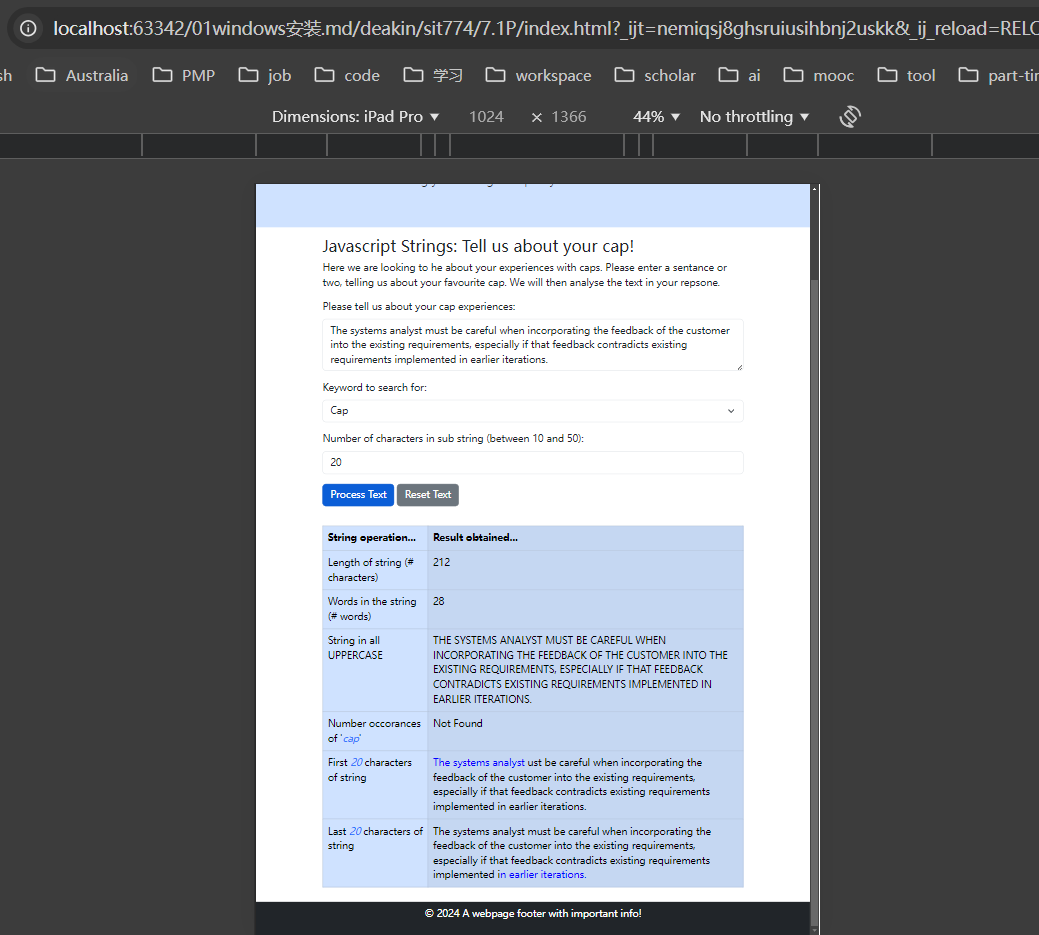 localhost:63342/01windows安装.md/deakin/sit774/7.1P/index.html?_ijt=nemiqsj8ghsruiusihbnj2uskk&_ij_reload=RELO
sh Australia PMP job code 学习 workspace scholar ai mooc tool part-tim
Dimensions: iPad Pro ▼ 1024 × 1366 44% ▼ No throttling ▼
Javascript Strings: Tell us about your cap!
Here we are looking to he about your experiences with caps. Please enter a sentance or
two, telling us about your favourite cap. We will then analyse the text in your repsone.
Please tell us about your cap experiences:
The systems analyst must be careful when incorporating the feedback of the customer
into the existing requirements, especially if that feedback contradicts existing
requirements implemented in earlier iterations.
Keyword to search for:
Cap
Number of characters in sub string (between 10 and 50):
20
Process Text Reset Text
String operation... Result obtained...
Length of string (# 212
characters)
Words in the string 28
(# words)
String in all THE SYSTEMS ANALYST MUST BE CAREFUL WHEN
UPPERCASE INCORPORATING THE FEEDBACK OF THE CUSTOMER INTO THE
EXISTING REQUIREMENTS, ESPECIALLY IF THAT FEEDBACK
CONTRADICTS EXISTING REQUIREMENTS IMPLEMENTED IN
EARLIER ITERATIONS.
Number occorances Not Found
of 'cap'
First 20 characters The systems analyst ust be careful when incorporating the
of string feedback of the customer into the existing requirements,
especially if that feedback contradicts existing requirements
implemented in earlier iterations.
Last 20 characters of The systems analyst must be careful when incorporating the
string feedback of the customer into the existing requirements,
especially if that feedback contradicts existing requirements
implemented in earlier iterations.
© 2024 A webpage footer with important info!